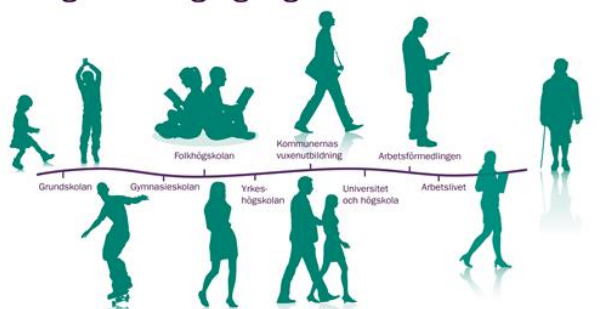 Folkhögskolan
Kommunernas
vuxenutbildning
Arbetsförmedlingen
Grundskolan
Gymnasieskolan
Yrkes-
högskolan
Universitet
och högskola
Arbetslivet